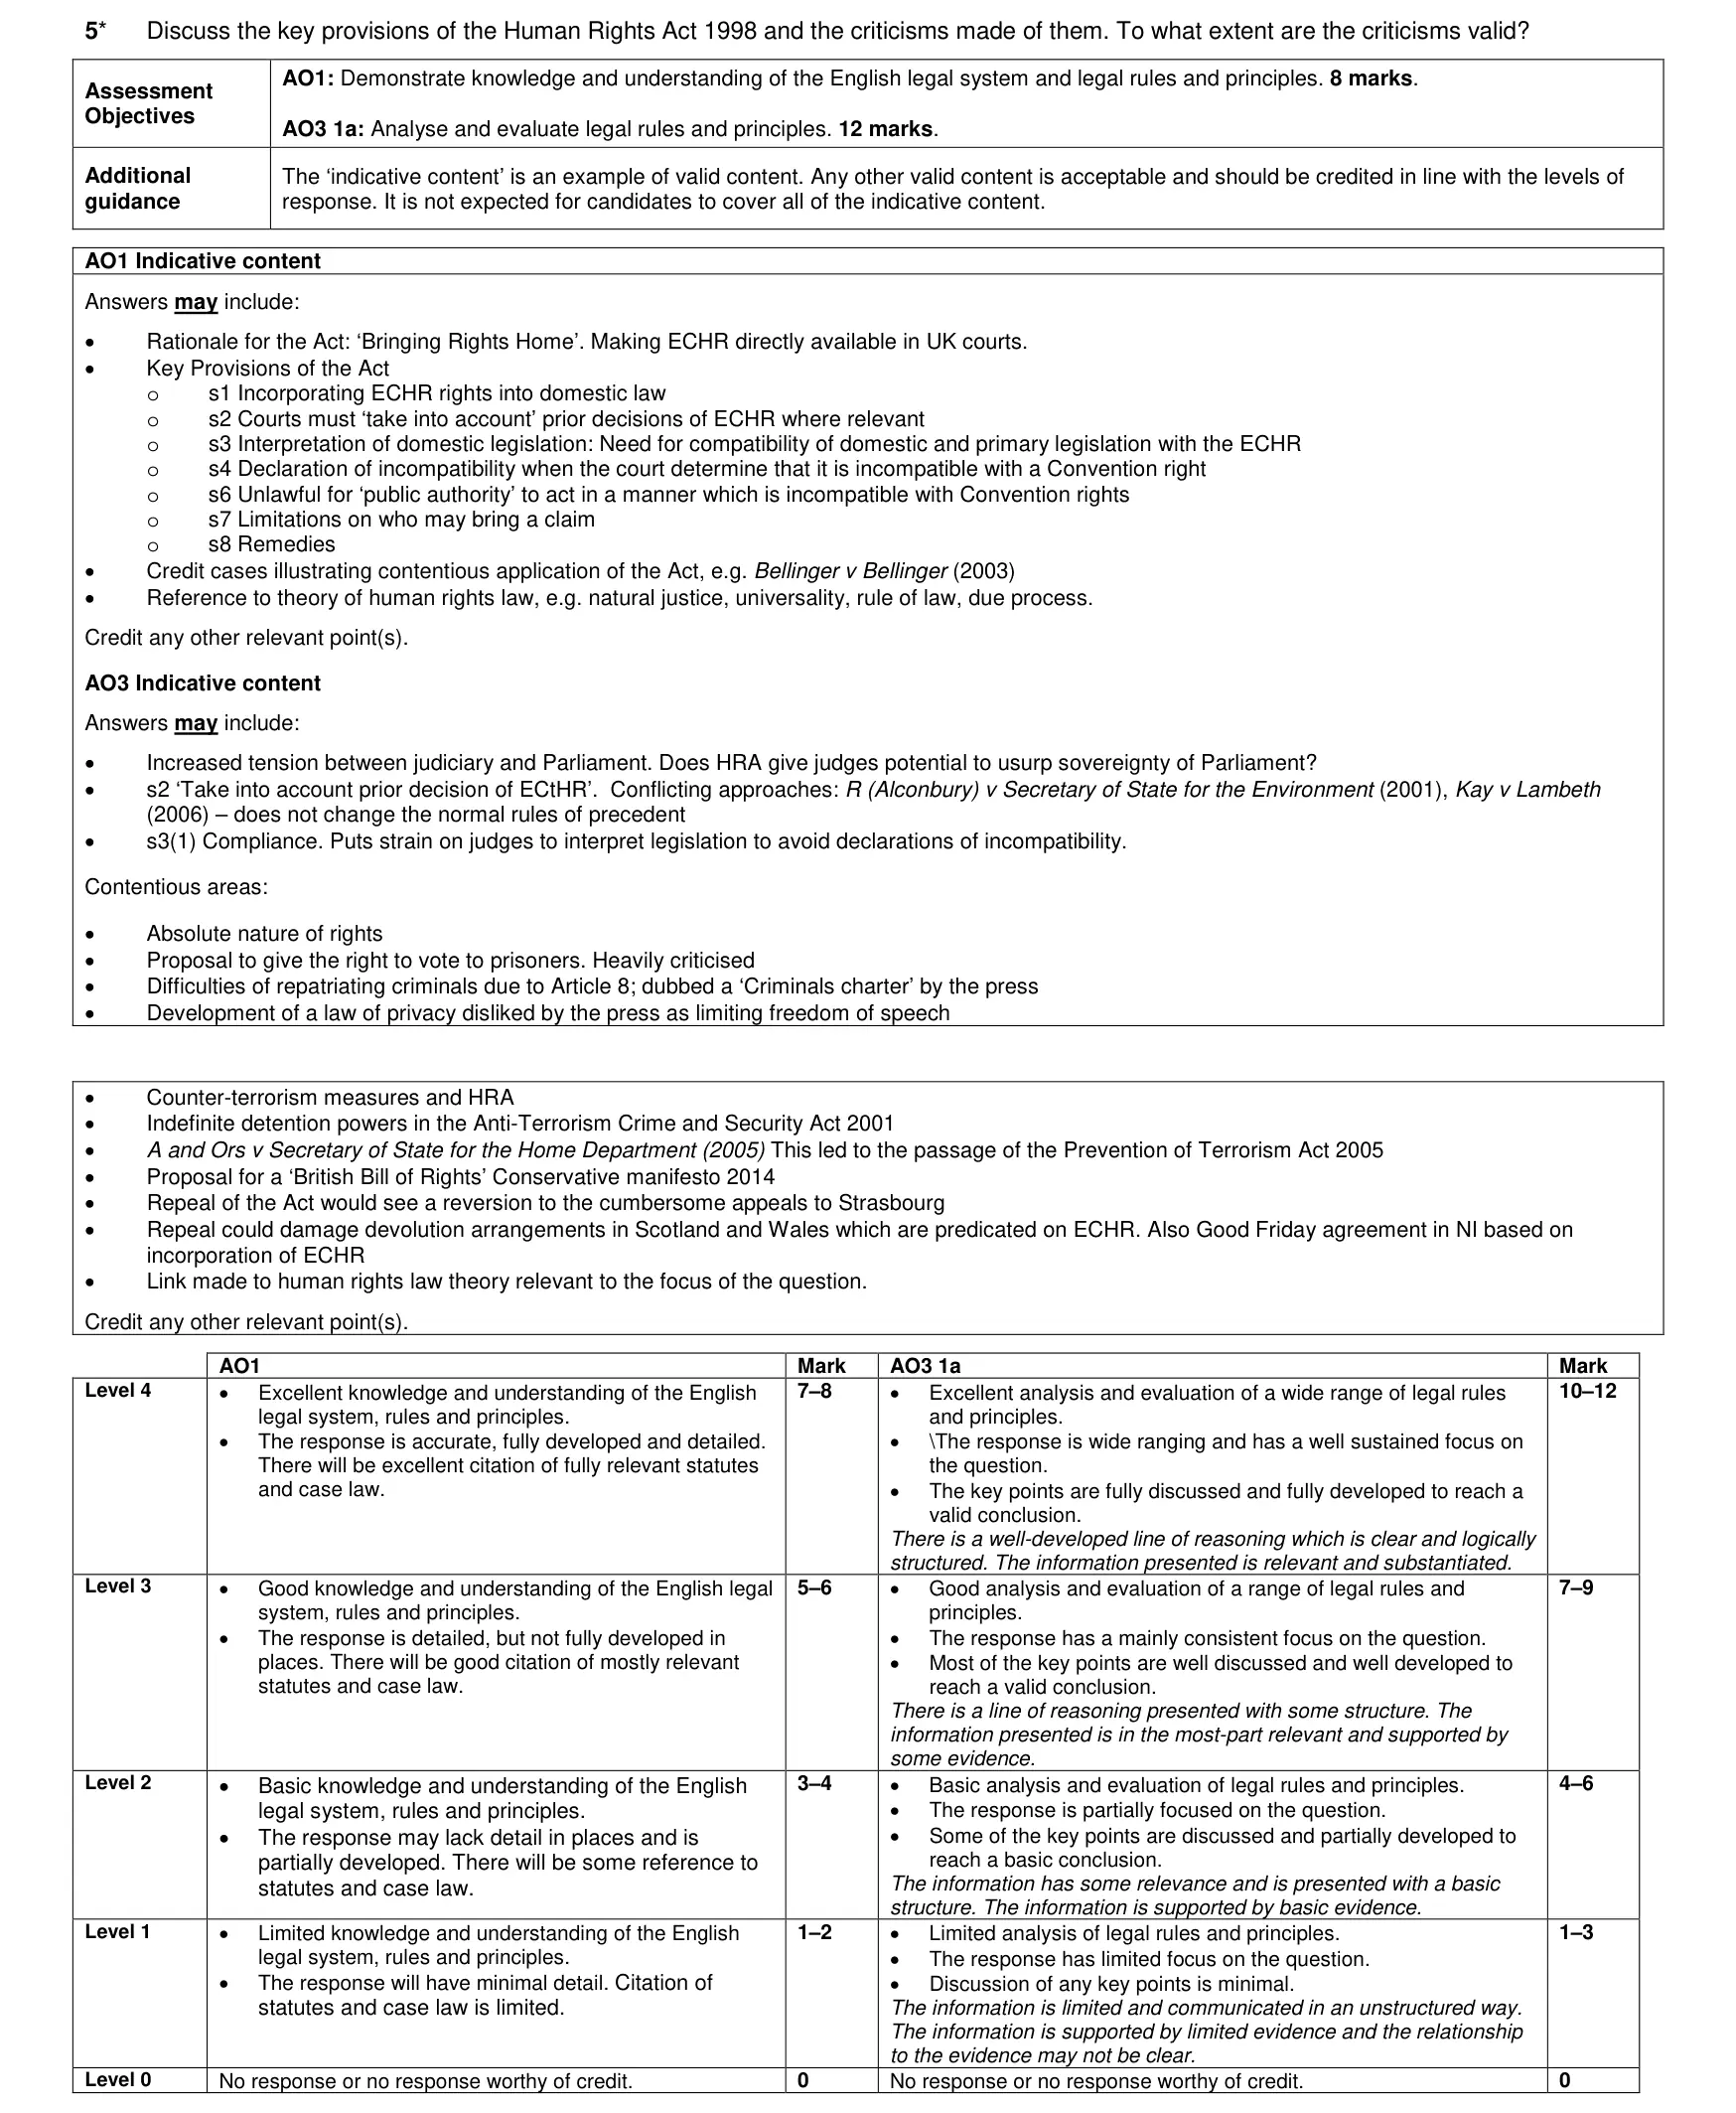 5* Discuss the key provisions of the Human Rights Act 1998 and the criticisms made of them. To what extent are the criticisms valid?
Assessment Objectives
AO1: Demonstrate knowledge and understanding of the English legal system and legal rules and principles. 8 marks.
AO3 1a: Analyse and evaluate legal rules and principles. 12 marks.
Additional guidance
The ‘indicative content’ is an example of valid content. Any other valid content is acceptable and should be credited in line with the levels of
response. It is not expected for candidates to cover all of the indicative content.
AO1 Indicative content
Answers may include:
• Rationale for the Act: ‘Bringing Rights Home’. Making ECHR directly available in UK courts.
• Key Provisions of the Act
o s1 Incorporating ECHR rights into domestic law
o s2 Courts must ‘take into account’ prior decisions of ECHR where relevant
o s3 Interpretation of domestic legislation: Need for compatibility of domestic and primary legislation with the ECHR
o s4 Declaration of incompatibility when the court determine that it is incompatible with a Convention right
o s6 Unlawful for ‘public authority’ to act in a manner which is incompatible with Convention rights
o s7 Limitations on who may bring a claim
o s8 Remedies
• Credit cases illustrating contentious application of the Act, e.g. Bellinger v Bellinger (2003)
• Reference to theory of human rights law, e.g. natural justice, universality, rule of law, due process.
Credit any other relevant point(s).
AO3 Indicative content
Answers may include:
• Increased tension between judiciary and Parliament. Does HRA give judges potential to usurp sovereignty of Parliament?
• s2 ‘Take into account prior decision of ECtHR’. Conflicting approaches: R (Alconbury) v Secretary of State for the Environment (2001), Kay v Lambeth
(2006) – does not change the normal rules of precedent
• s3(1) Compliance. Puts strain on judges to interpret legislation to avoid declarations of incompatibility.
Contentious areas:
• Absolute nature of rights
• Proposal to give the right to vote to prisoners. Heavily criticised
• Difficulties of repatriating criminals due to Article 8; dubbed a ‘Criminals charter’ by the press
• Development of a law of privacy disliked by the press as limiting freedom of speech
• Counter-terrorism measures and HRA
• Indefinite detention powers in the Anti-Terrorism Crime and Security Act 2001
• A and Ors v Secretary of State for the Home Department (2005) This led to the passage of the Prevention of Terrorism Act 2005
• Proposal for a ‘British Bill of Rights’ Conservative manifesto 2014
• Repeal of the Act would see a reversion to the cumbersome appeals to Strasbourg
• Repeal could damage devolution arrangements in Scotland and Wales which are predicated on ECHR. Also Good Friday agreement in NI based on
incorporation of ECHR
• Link made to human rights law theory relevant to the focus of the question.
Credit any other relevant point(s).
AO1 Mark AO3 1a Mark
Level 4
• Excellent knowledge and understanding of the English
legal system, rules and principles.
• The response is accurate, fully developed and detailed.
There will be excellent citation of fully relevant statutes
and case law.
7–8
• Excellent analysis and evaluation of a wide range of legal rules
and principles.
• \The response is wide ranging and has a well sustained focus on
the question.
• The key points are fully discussed and fully developed to reach a
valid conclusion.
There is a well-developed line of reasoning which is clear and logically
structured. The information presented is relevant and substantiated.
10–12
Level 3
• Good knowledge and understanding of the English legal
system, rules and principles.
• The response is detailed, but not fully developed in
places. There will be good citation of mostly relevant
statutes and case law.
5–6
• Good analysis and evaluation of a range of legal rules and
principles.
• The response has a mainly consistent focus on the question.
• Most of the key points are well discussed and well developed to
reach a valid conclusion.
There is a line of reasoning presented with some structure. The
information presented is in the most-part relevant and supported by
some evidence.
7–9
Level 2
• Basic knowledge and understanding of the English
legal system, rules and principles.
• The response may lack detail in places and is
partially developed. There will be some reference to
statutes and case law.
3–4
• Basic analysis and evaluation of legal rules and principles.
• The response is partially focused on the question.
• Some of the key points are discussed and partially developed to
reach a basic conclusion.
The information has some relevance and is presented with a basic
structure. The information is supported by basic evidence.
4–6
Level 1
• Limited knowledge and understanding of the English
legal system, rules and principles.
• The response will have minimal detail. Citation of
statutes and case law is limited.
1–2
• Limited analysis of legal rules and principles.
• The response has limited focus on the question.
• Discussion of any key points is minimal.
The information is limited and communicated in an unstructured way.
The information is supported by limited evidence and the relationship
to the evidence may not be clear.
1–3
Level 0
No response or no response worthy of credit.
0
No response or no response worthy of credit.
0